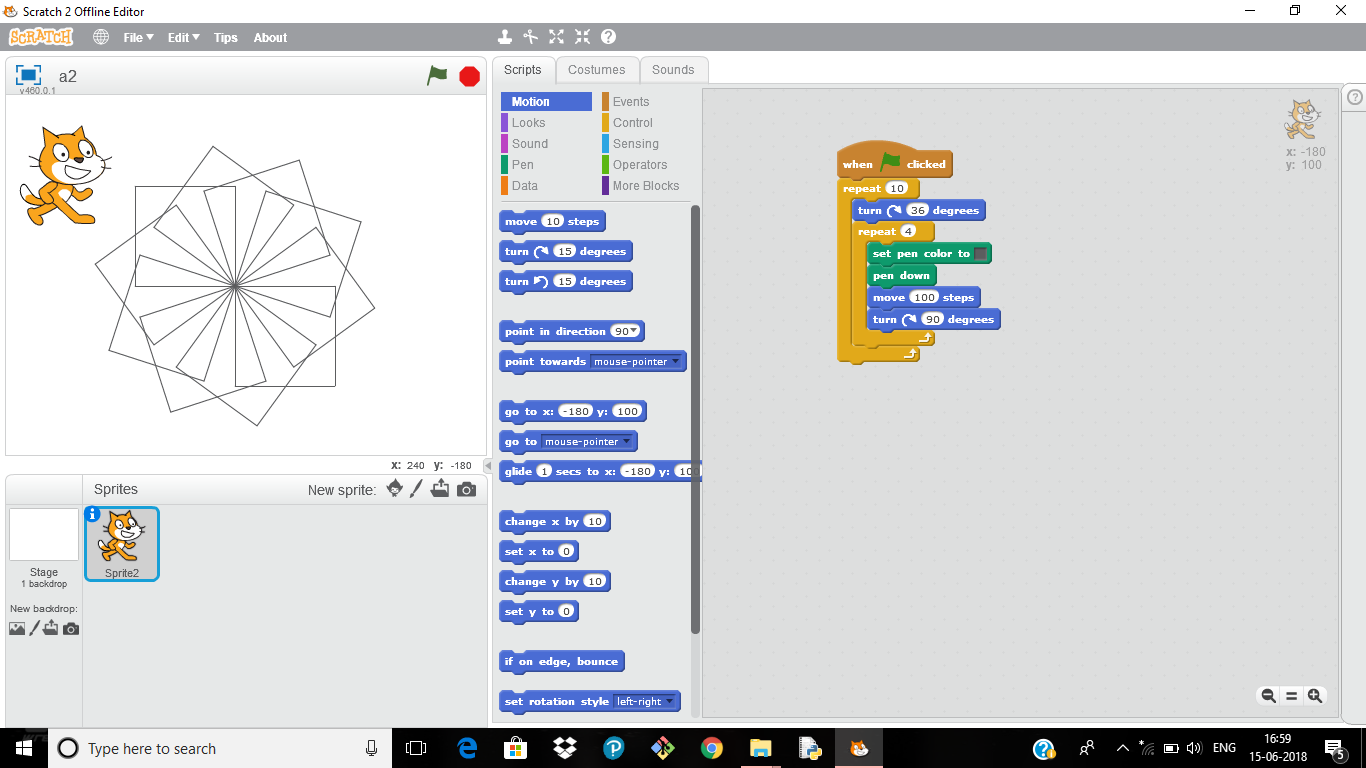 Scratch 2 Offline Editor
SCRATCH File Edit Tips About
a2
v460.0.1
Scripts Costumes Sounds
Motion Events
Looks Control
Sound Sensing
Pen Operators
Data More Blocks
move 10 steps
turn 15 degrees
turn 15 degrees
point in direction 90
point towards mouse-pointer
go to x: -180 y: 100
go to mouse-pointer
glide 1 secs to x: -180 y: 100
change x by 10
set x to 0
change y by 10
set y to 0
if on edge, bounce
set rotation style left-right
when clicked
repeat 10
turn 36 degrees
repeat 4
set pen color to
pen down
move 100 steps
turn 90 degrees
x: -180
y: 100
x: 240 y: -180
Sprites New sprite:
Stage
1 backdrop
New backdrop:
Sprite2
Type here to search
ENG
16:59
15-06-2018
5